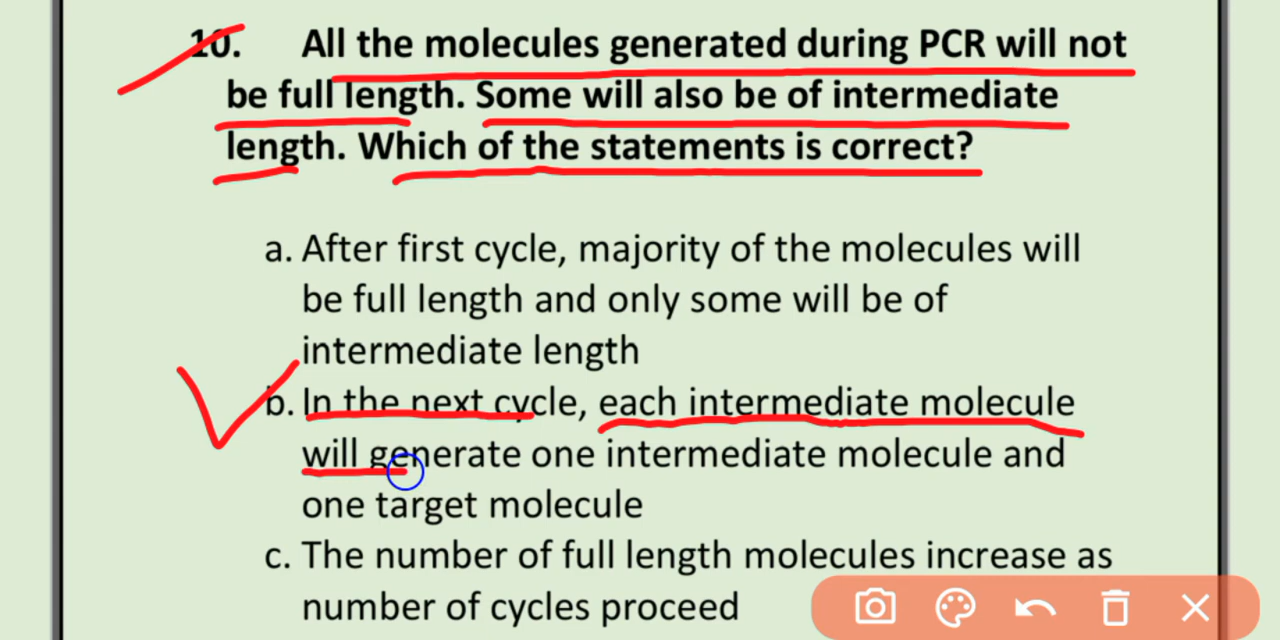 10. All the molecules generated during PCR will not
be full length. Some will also be of intermediate
length. Which of the statements is correct?
a. After first cycle, majority of the molecules will
be full length and only some will be of
intermediate length
b. In the next cycle, each intermediate molecule
will generate one intermediate molecule and
one target molecule
c. The number of full length molecules increase as
number of cycles proceed